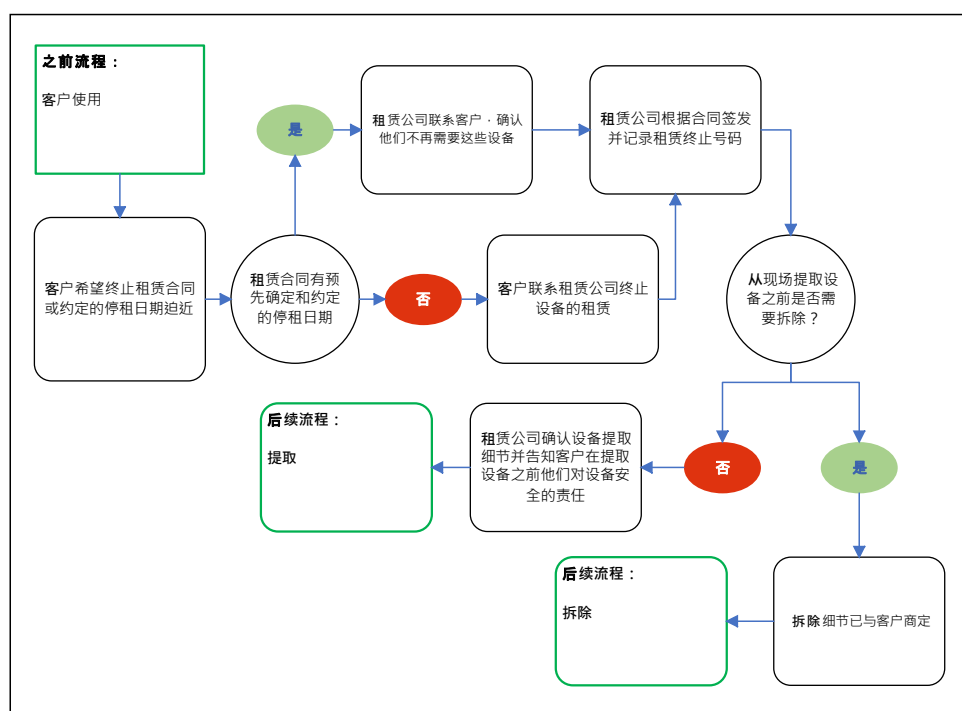 之前流程：
客户使用
是
租赁公司联系客户，确认
他们不再需要这些设备
租赁公司根据合同签发
并记录租赁终止号码
客户希望终止租赁合同
或约定的停租日期迫近
租赁合同有预
先确定和约定
的停租日期
否
客户联系租赁公司终止
设备的租赁
从现场提取设
备之前是否需
要拆除？
后续流程：
提取
租赁公司确认设备提取
细节并告知客户在提取
设备之前他们对设备安
全的责任
否
是
后续流程：
拆除
拆除细节已与客户商定